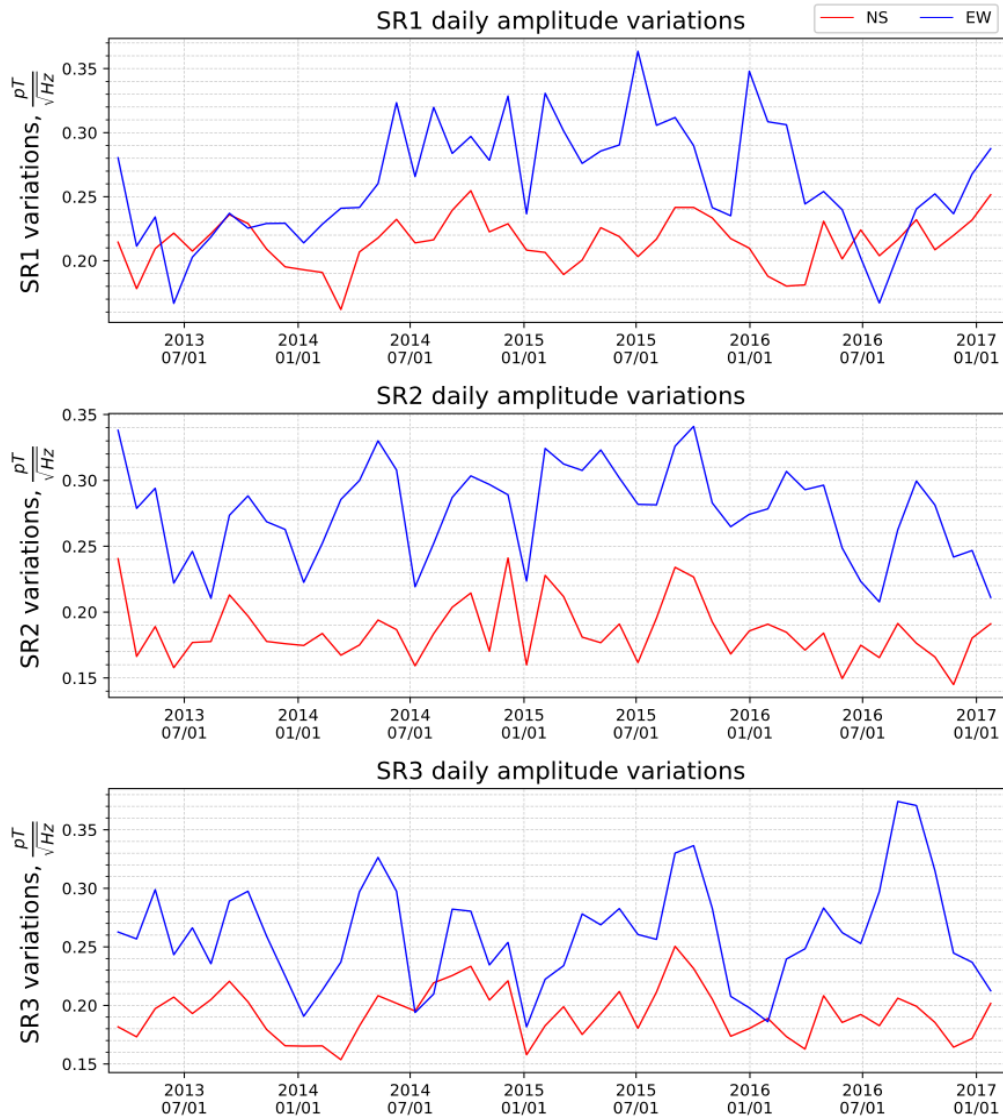 SR1 daily amplitude variations
NS EW
SR1 variations, pT/√Hz
0.35
0.30
0.25
0.20
2013 2014 2014 2015 2015 2016 2016 2017
07/01 01/01 07/01 01/01 07/01 01/01 07/01 01/01
SR2 daily amplitude variations
SR2 variations, pT/√Hz
0.35
0.30
0.25
0.20
0.15
2013 2014 2014 2015 2015 2016 2016 2017
07/01 01/01 07/01 01/01 07/01 01/01 07/01 01/01
SR3 daily amplitude variations
SR3 variations, pT/√Hz
0.35
0.30
0.25
0.20
0.15
2013 2014 2014 2015 2015 2016 2016 2017
07/01 01/01 07/01 01/01 07/01 01/01 07/01 01/01